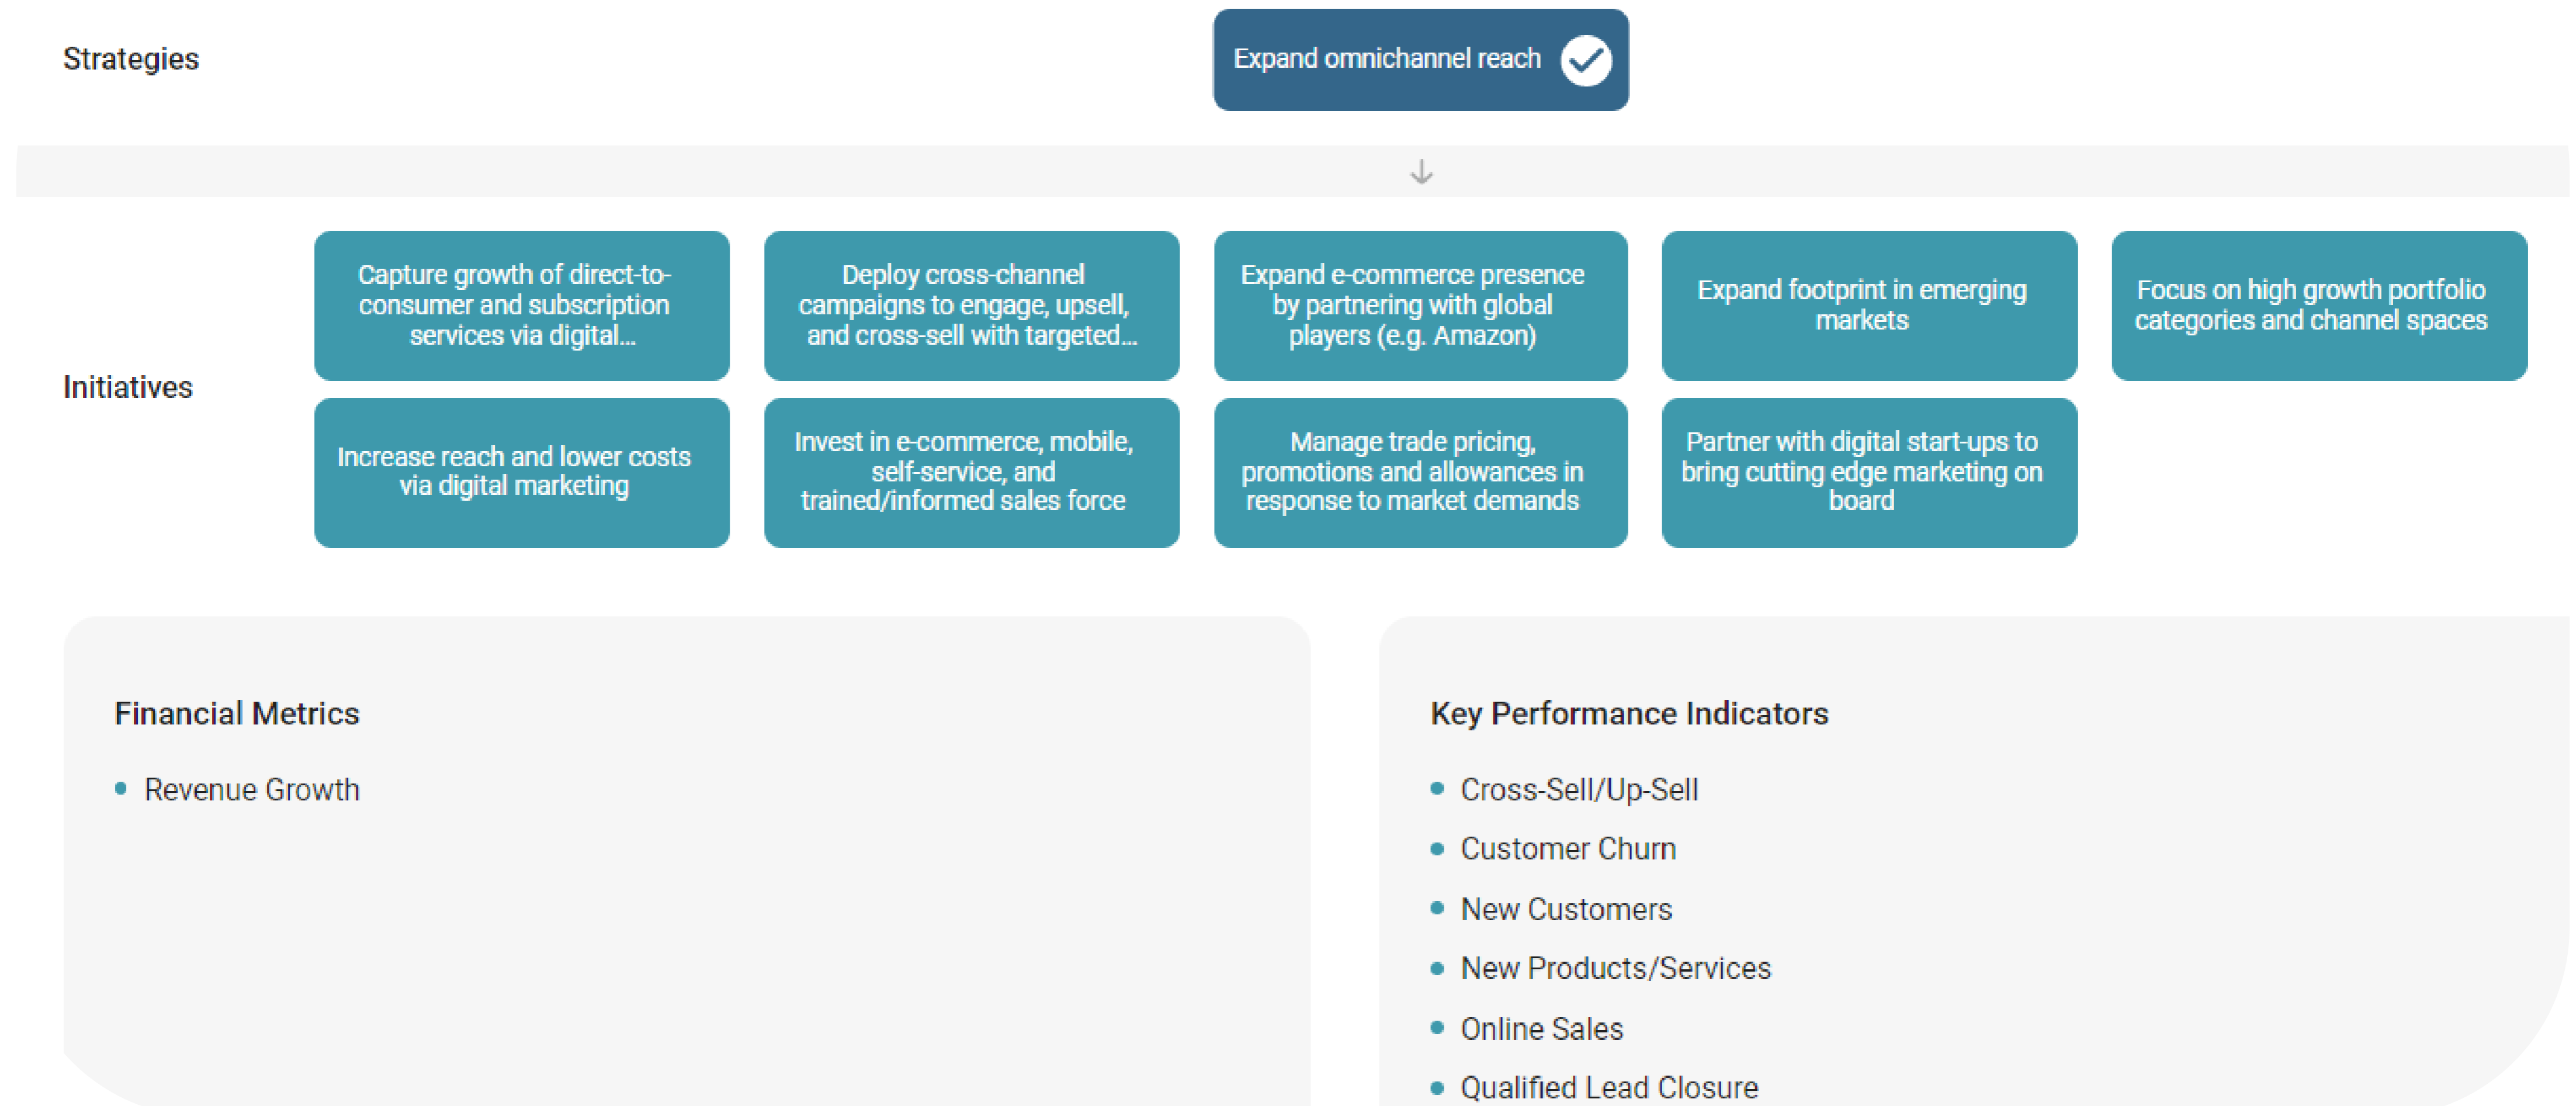 Strategies
Expand omnichannel reach
Initiatives
Capture growth of direct-to-
consumer and subscription
services via digital...
Deploy cross-channel
campaigns to engage, upsell,
and cross-sell with targeted...
Expand e-commerce presence
by partnering with global
players (e.g. Amazon)
Expand footprint in emerging
markets
Focus on high growth portfolio
categories and channel spaces
Increase reach and lower costs
via digital marketing
Invest in e-commerce, mobile,
self-service, and
trained/informed sales force
Manage trade pricing,
promotions and allowances in
response to market demands
Partner with digital start-ups to
bring cutting edge marketing on
board
Financial Metrics
Revenue Growth
Key Performance Indicators
Cross-Sell/Up-Sell
Customer Churn
New Customers
New Products/Services
Online Sales
Qualified Lead Closure